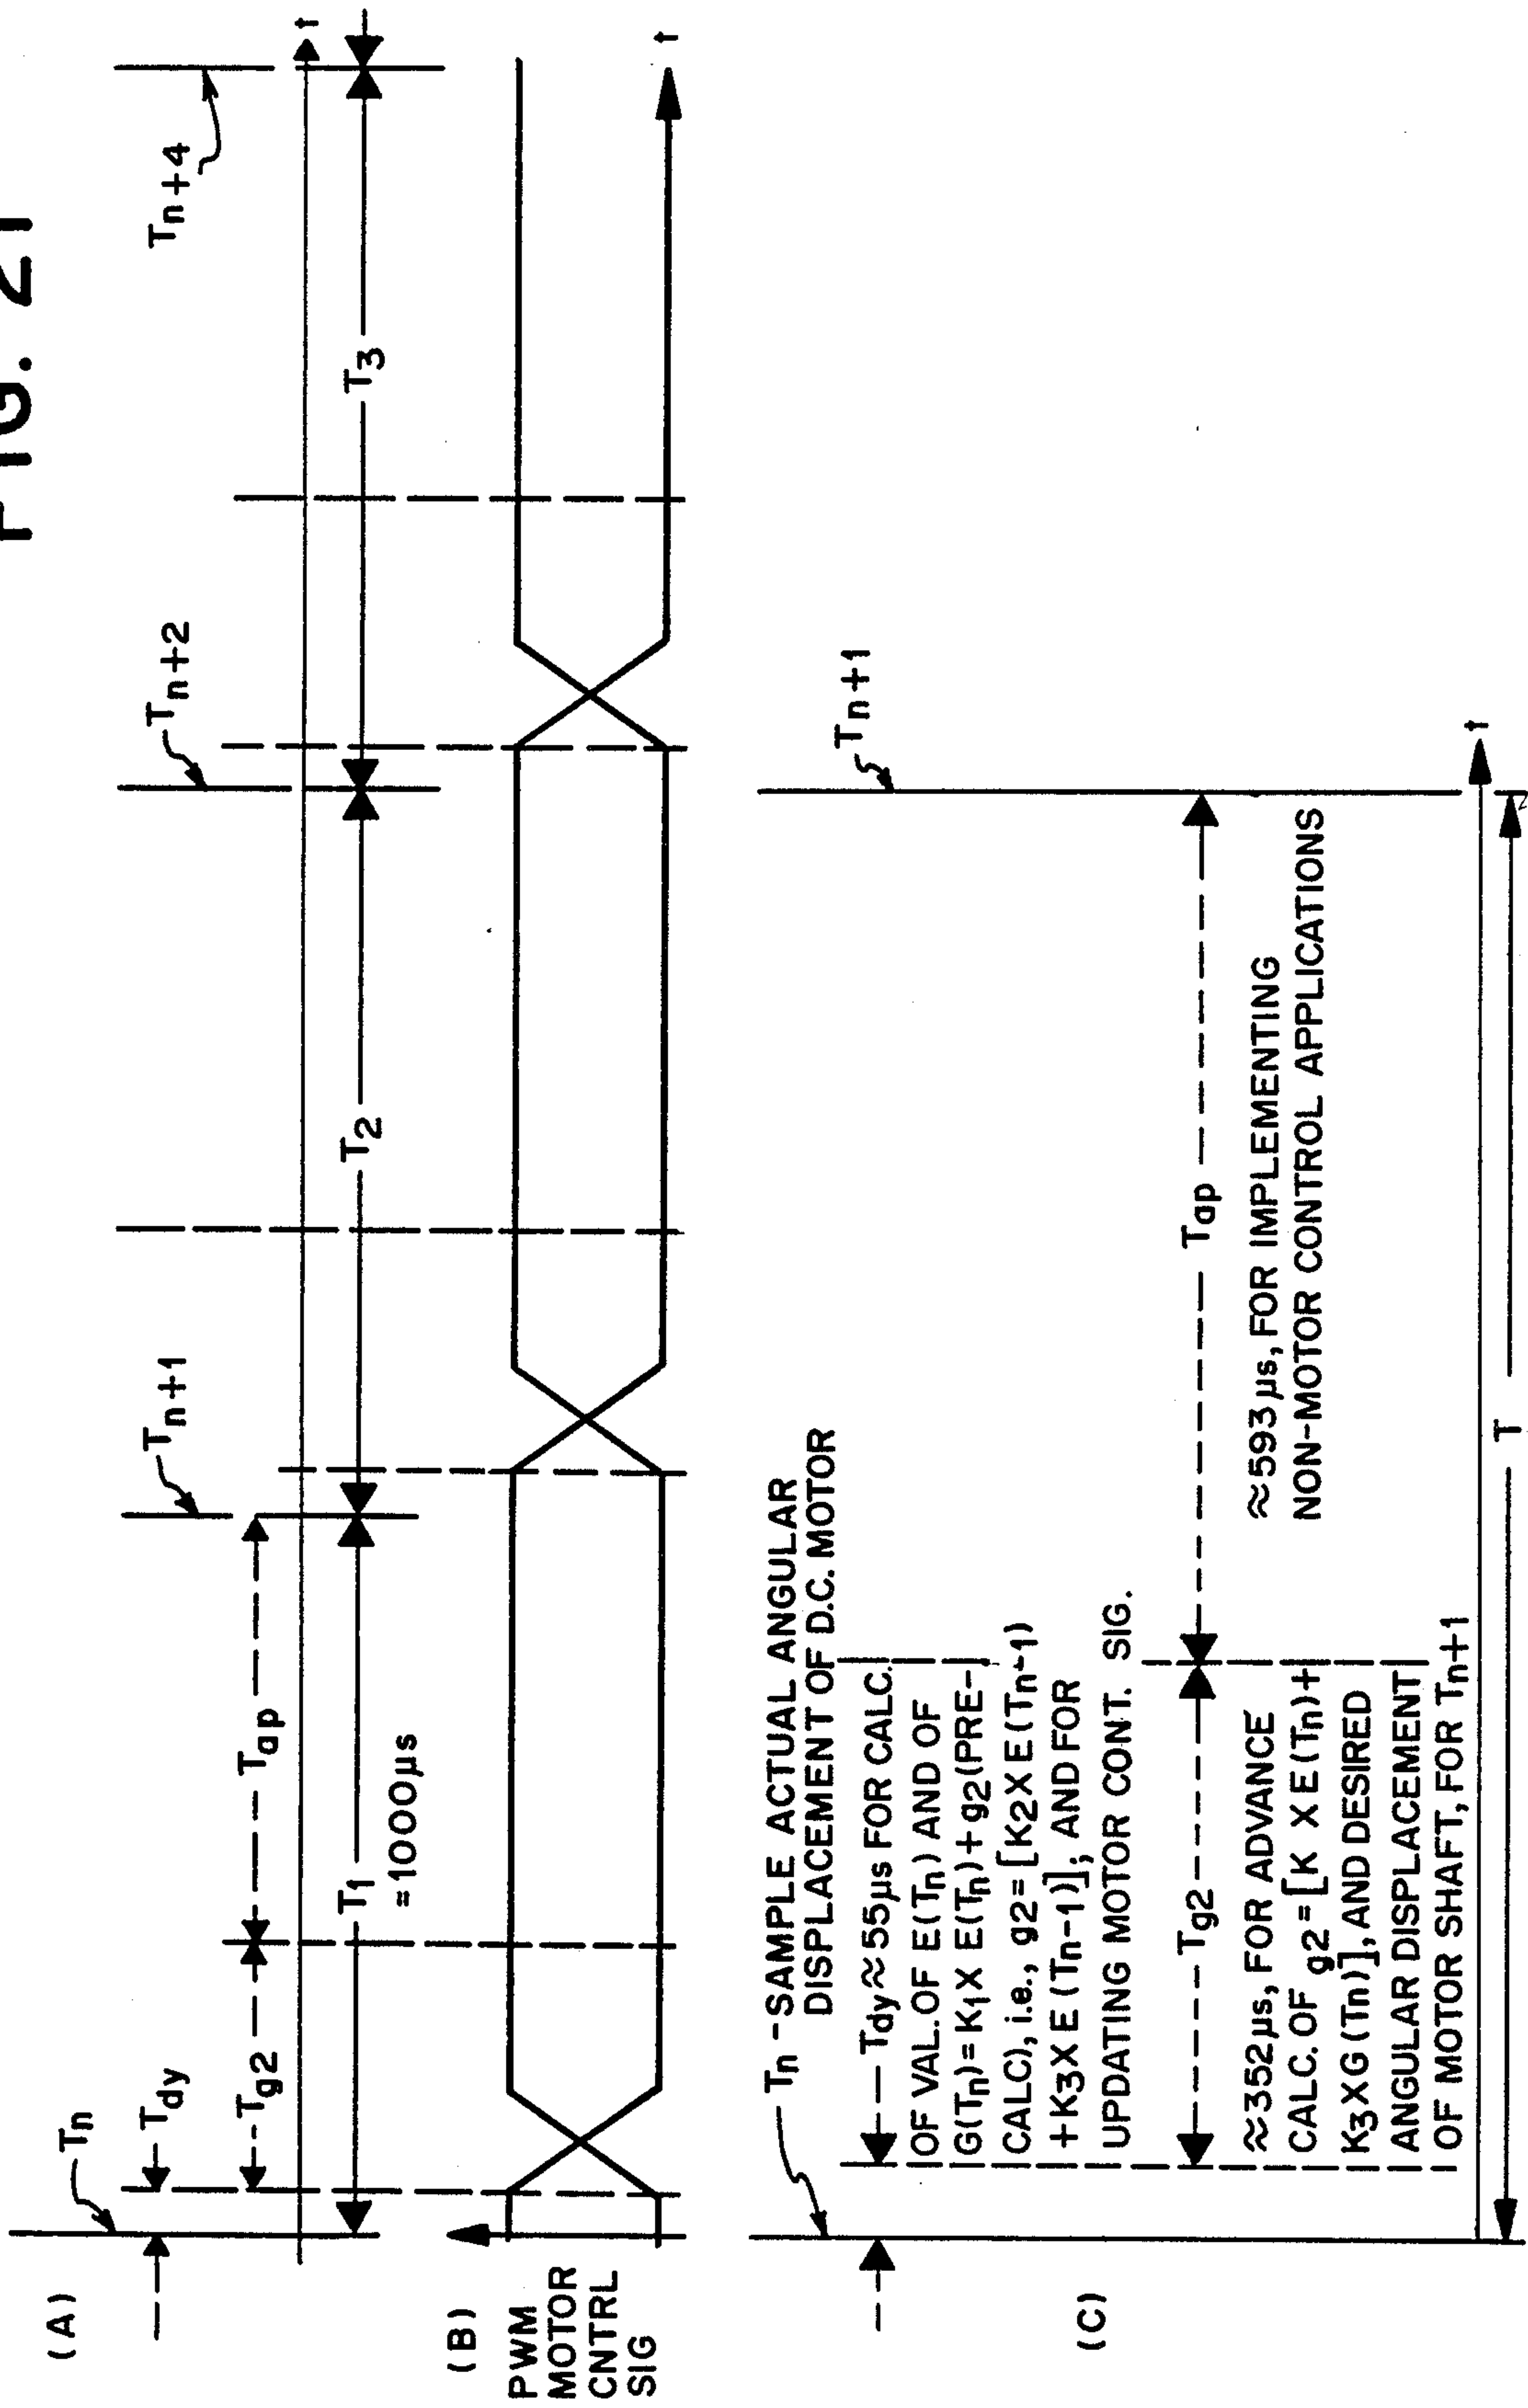 FIG. 21
(A)
Tn
Tn+1
Tn+2
Tn+4
Tdy
Tg2
Tap
t
T1
=1000µs
T2
T3
(B)
PWM
MOTOR
CNTRL
SIG
t
Tn-SAMPLE ACTUAL ANGULAR
DISPLACEMENT OF D.C. MOTOR
Tn+1
Tdy≈55µs FOR CALC.
OF VAL. OF E(Tn) AND OF
G(Tn)=K1X E(Tn)+g2(PRE-
CALC), i.e., g2=[K2X E(Tn-1)
+K3X E(Tn-1)]; AND FOR
UPDATING MOTOR CONT. SIG.
Tg2
Tap
≈352µs, FOR ADVANCE
CALC. OF g2=[K X E(Tn)+
K3XG(Tn)], AND DESIRED
ANGULAR DISPLACEMENT
OF MOTOR SHAFT, FOR Tn+1
≈593µs, FOR IMPLEMENTING
NON-MOTOR CONTROL APPLICATIONS
(C)
t
T